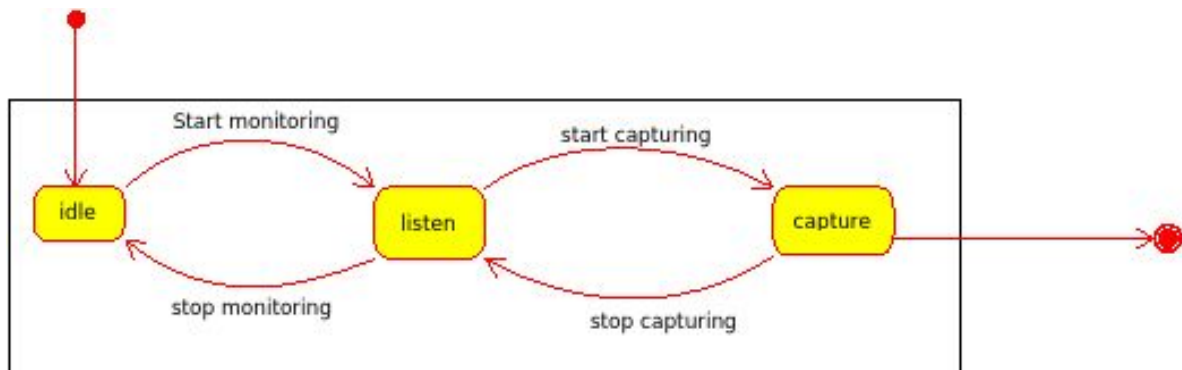 Start monitoring
start capturing
idle
listen
capture
stop monitoring
stop capturing